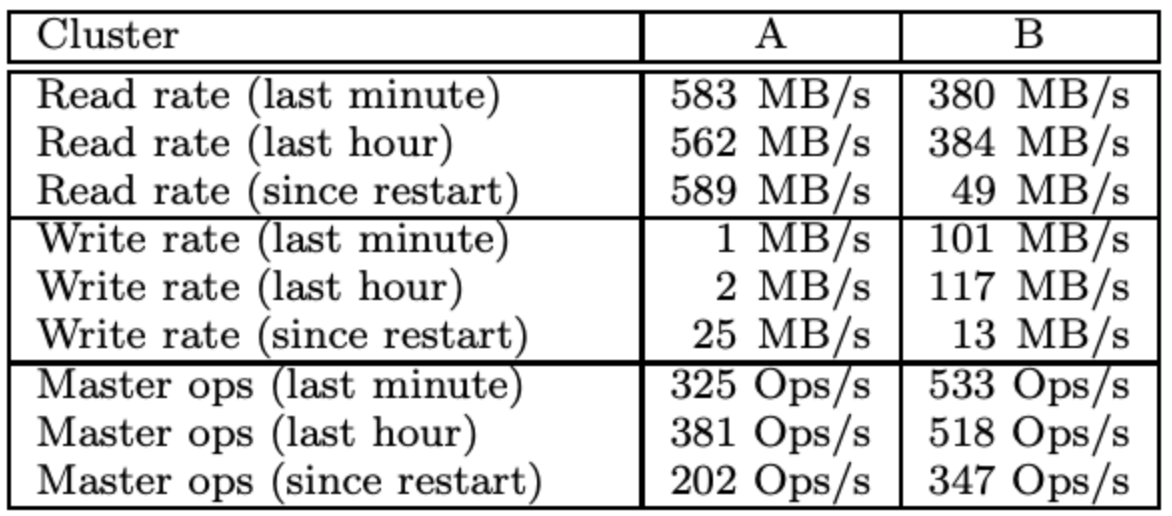 Cluster A B
Read rate (last minute) 583 MB/s 380 MB/s
Read rate (last hour) 562 MB/s 384 MB/s
Read rate (since restart) 589 MB/s 49 MB/s
Write rate (last minute) 1 MB/s 101 MB/s
Write rate (last hour) 2 MB/s 117 MB/s
Write rate (since restart) 25 MB/s 13 MB/s
Master ops (last minute) 325 Ops/s 533 Ops/s
Master ops (last hour) 381 Ops/s 518 Ops/s
Master ops (since restart) 202 Ops/s 347 Ops/s